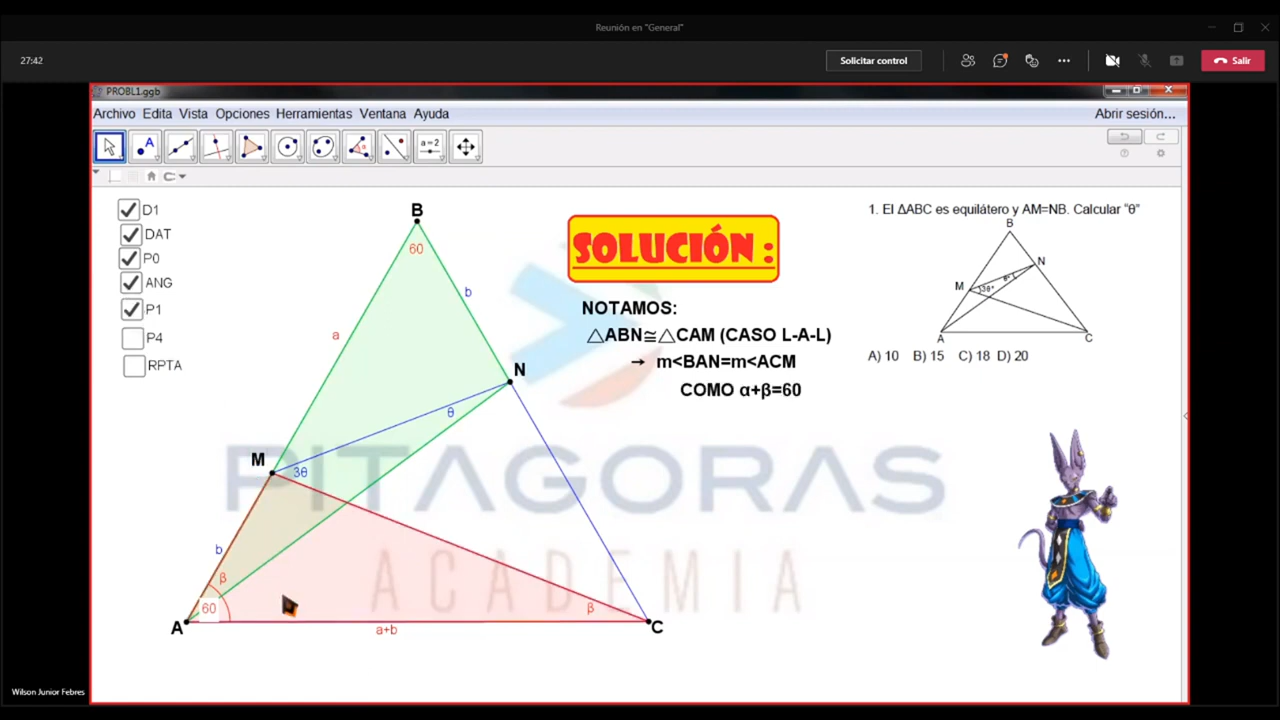 Reunión en "General"
27:42
Solicitar control
Salir
PROBL1.ggb
Archivo Edita Vista Opciones Herramientas Ventana Ayuda
Abrir sesión...
A
α
a=2
D1
DAT
P0
ANG
P1
P4
RPTA
B
60
b
a
N
θ
M
3θ
b
β
60
β
A
C
a+b
SOLUCIÓN :
NOTAMOS:
△ABN≅△CAM (CASO L-A-L)
→ m<BAN=m<ACM
COMO α+β=60
1. El ΔABC es equilátero y AM=NB. Calcular "θ"
B
N
M
A
C
A) 10 B) 15 C) 18 D) 20
PITAGORAS
ACADEMIA
Wilson Junior Febres